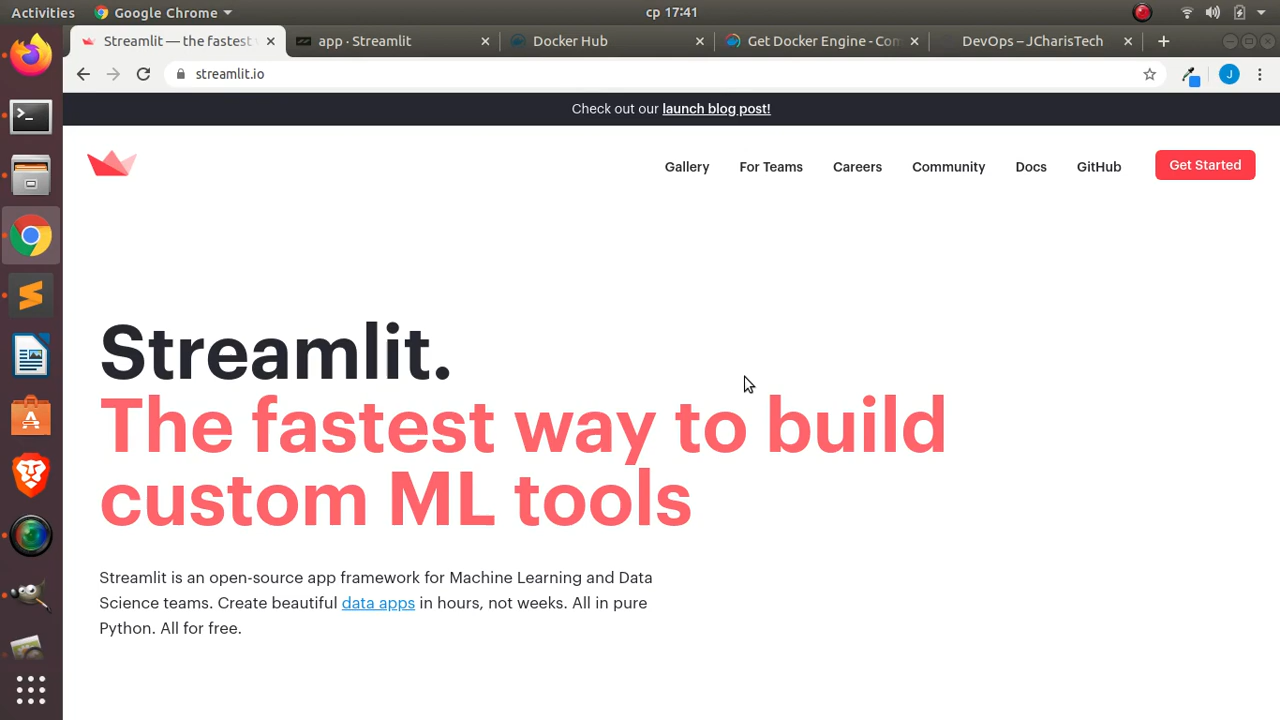 Activities
Google Chrome
ср 17:41
Streamlit — the fastest
app · Streamlit
Docker Hub
Get Docker Engine - Com
DevOps – JCharisTech
streamlit.io
J
Check out our launch blog post!
Gallery
For Teams
Careers
Community
Docs
GitHub
Get Started
Streamlit.
The fastest way to build
custom ML tools
Streamlit is an open-source app framework for Machine Learning and Data
Science teams. Create beautiful data apps in hours, not weeks. All in pure
Python. All for free.